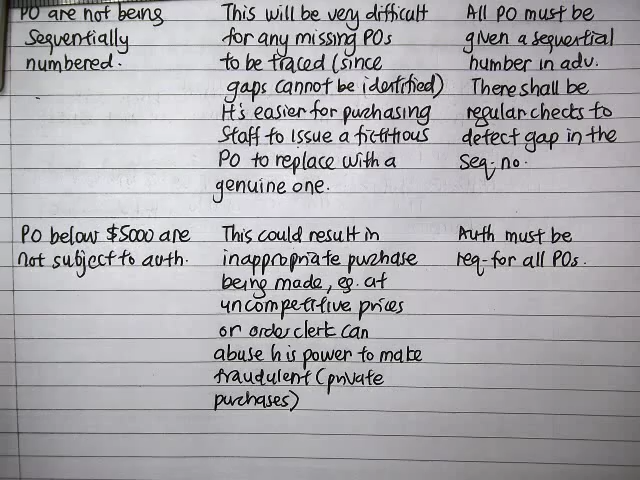 PO are not being
Sequentially
numbered.
This will be very difficult
for any missing POs
to be traced (since
gaps cannot be identified)
It's easier for purchasing
Staff to issue a fictitious
PO to replace with a
genuine one.
All PO must be
given a sequential
number in adv.
There shall be
regular checks to
detect gap in the
seq. no.
PO below $5000 are
not subject to auth.
This could result in
inappropriate purchase
being made, eg. at
uncompetitive prices
or order clerk can
abuse his power to make
fraudulent (private
purchases)
Auth must be
req. for all POs.